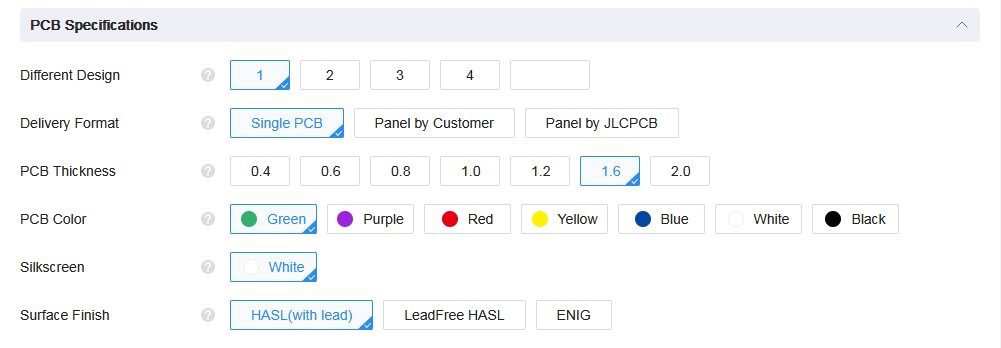 PCB Specifications
Different Design ? 1 2 3 4
Delivery Format ? Single PCB Panel by Customer Panel by JLCPCB
PCB Thickness ? 0.4 0.6 0.8 1.0 1.2 1.6 2.0
PCB Color ? Green Purple Red Yellow Blue White Black
Silkscreen ? White
Surface Finish ? HASL(with lead) LeadFree HASL ENIG